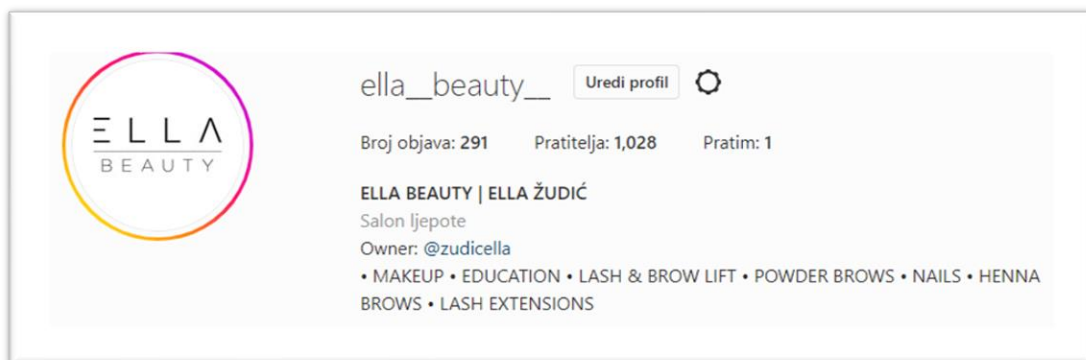 ELLA
BEAUTY
ella__beauty__ Uredi profil
Broj objava: 291 Pratitelja: 1,028 Pratim: 1
ELLA BEAUTY | ELLA ŽUDIĆ
Salon ljepote
Owner: @zudicella
• MAKEUP • EDUCATION • LASH & BROW LIFT • POWDER BROWS • NAILS • HENNA
BROWS • LASH EXTENSIONS